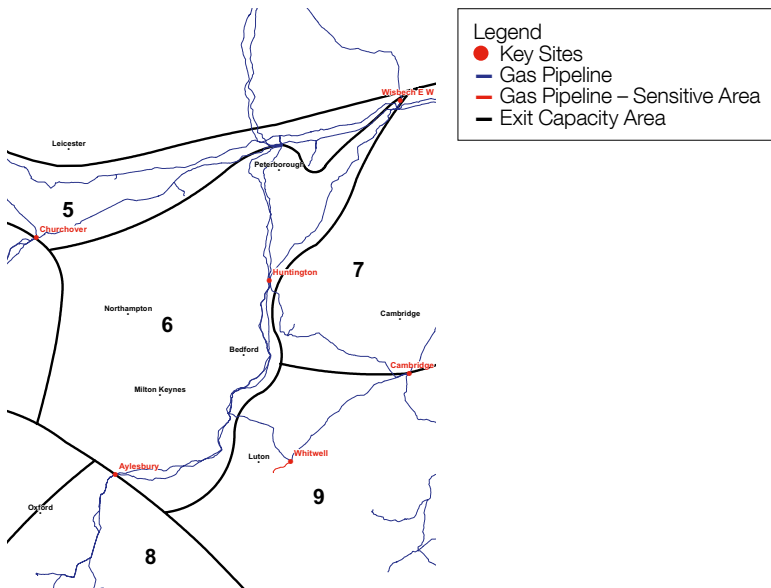 Legend
Key Sites
Gas Pipeline
Gas Pipeline – Sensitive Area
Exit Capacity Area
Wisbech E W
Leicester
Peterborough
5
Churchover
7
Huntington
Northampton
6
Cambridge
Bedford
Cambridge
Milton Keynes
Luton
Whitwell
Aylesbury
9
Oxford
8